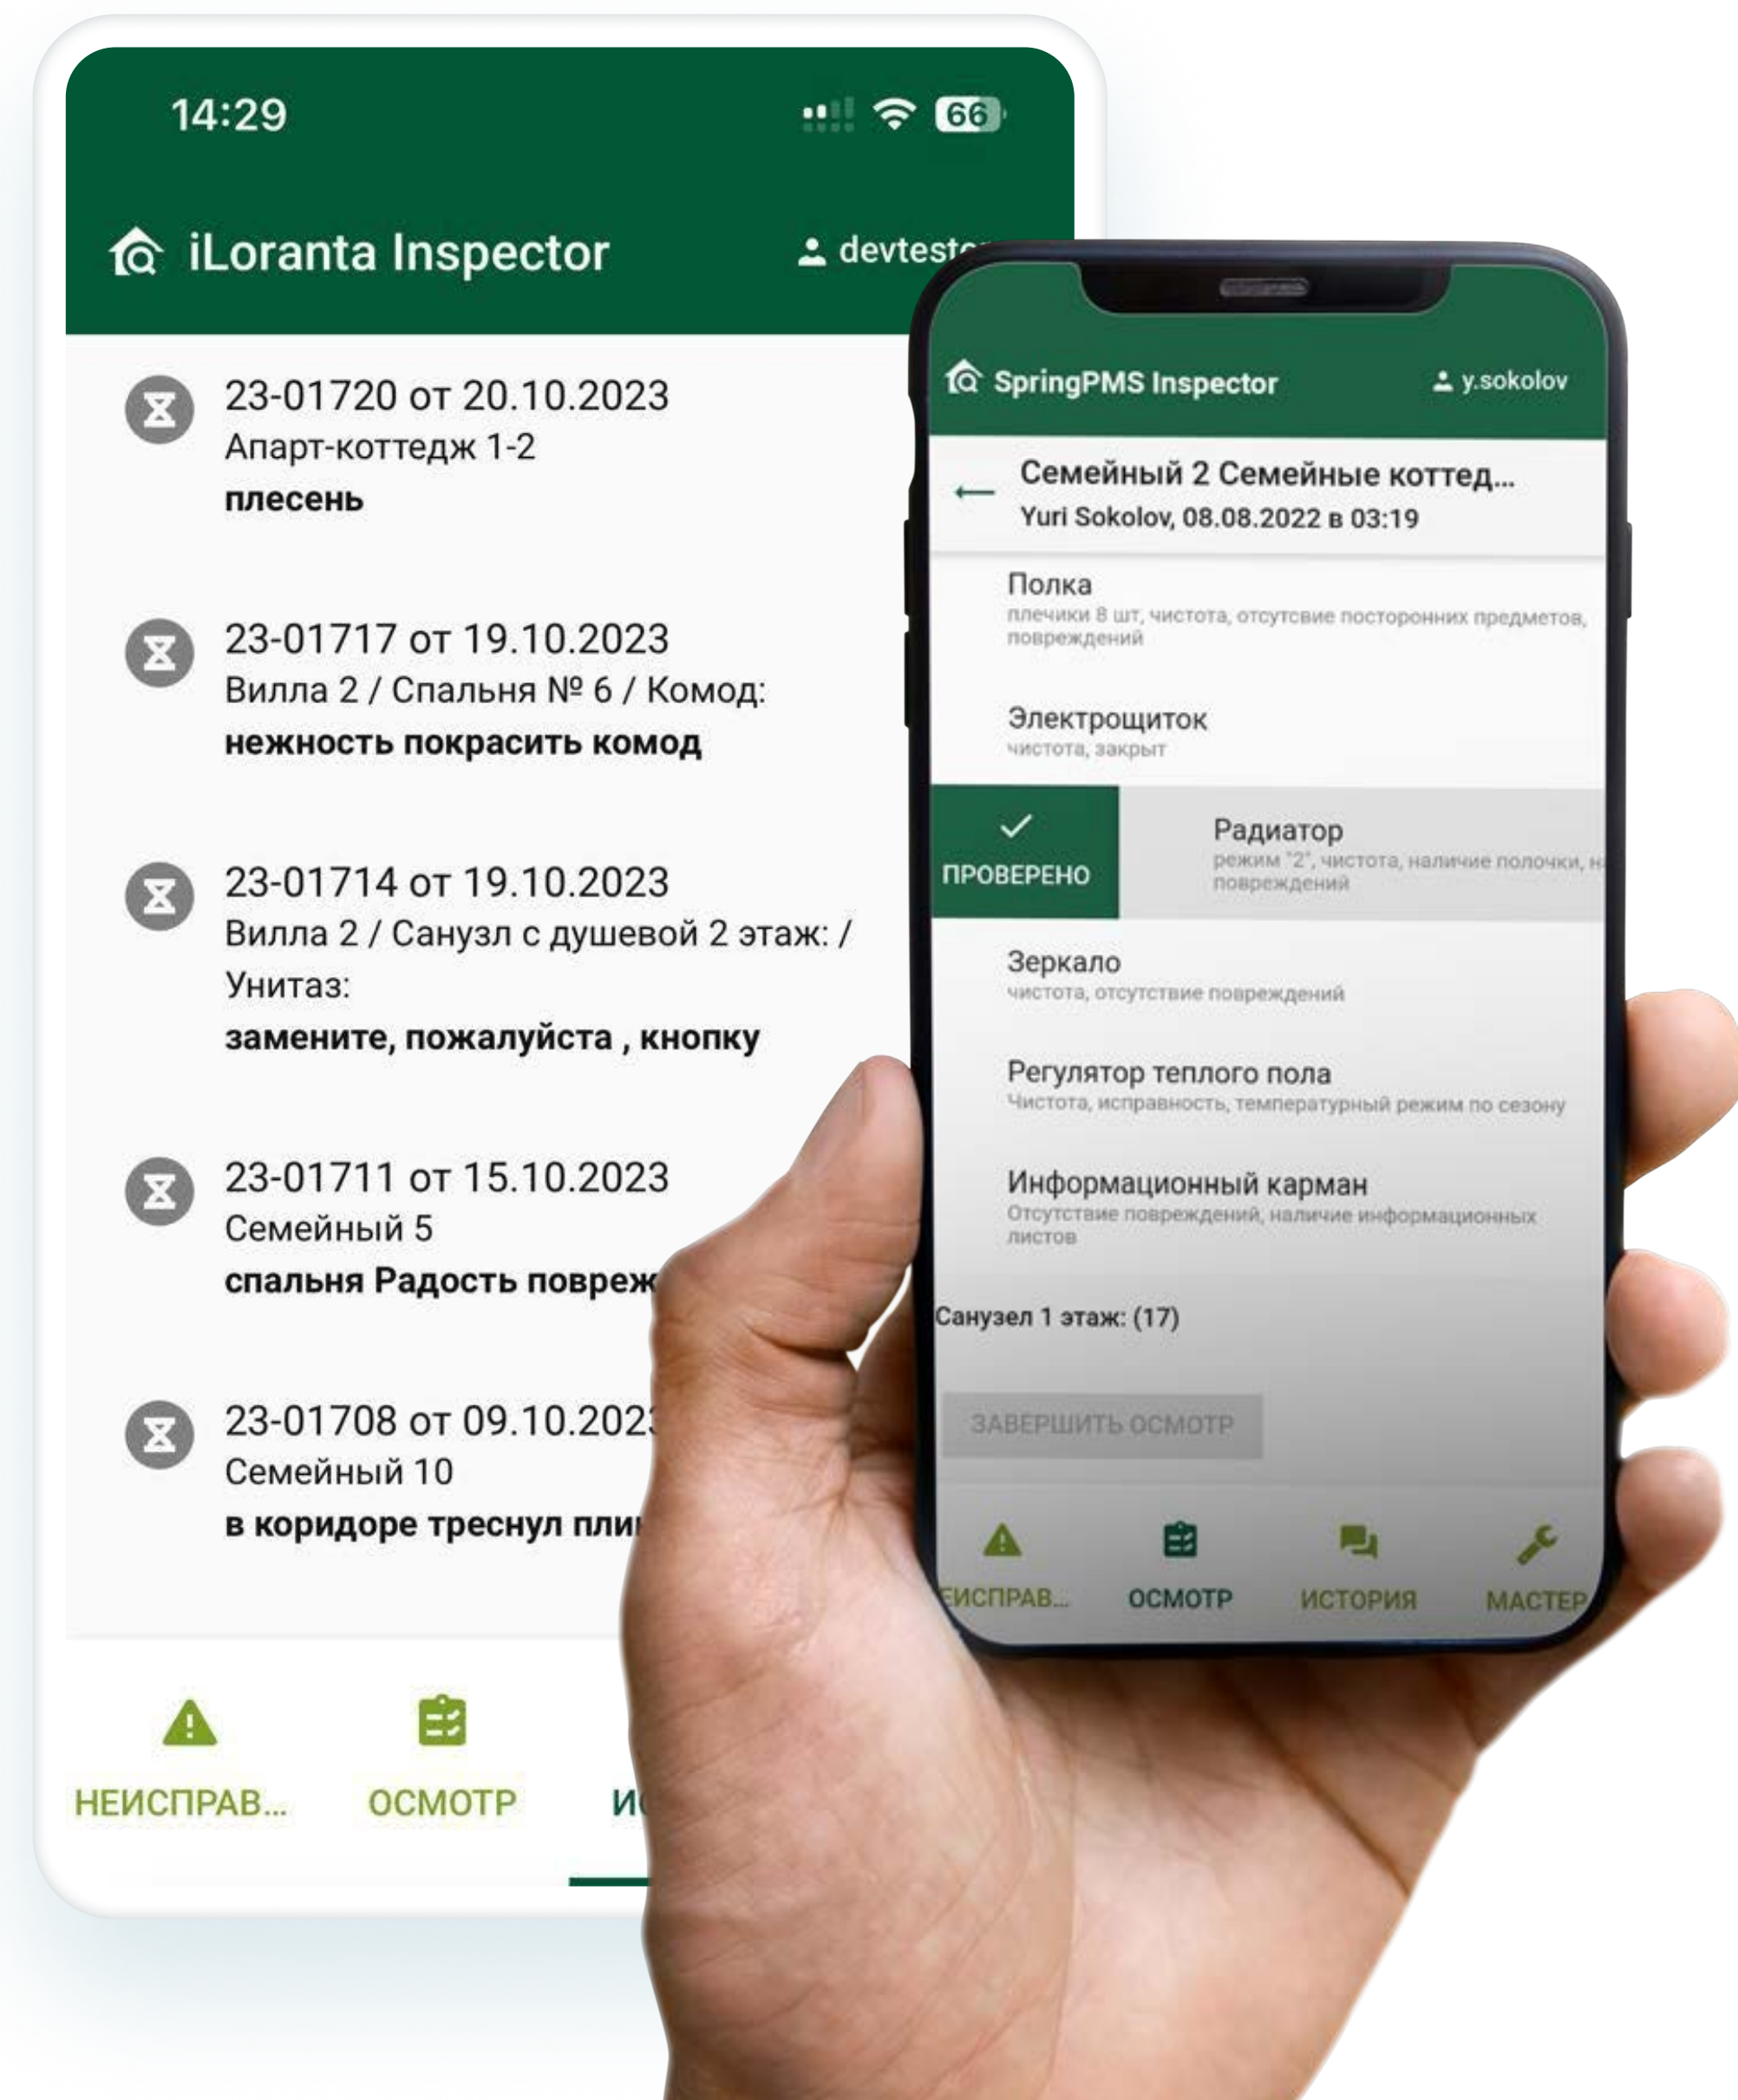 14:29
66
iLoranta Inspector
23-01720 от 20.10.2023
Апарт-коттедж 1-2
плесень
23-01717 от 19.10.2023
Вилла 2 / Спальня № 6 / Комод:
нежность покрасить комод
23-01714 от 19.10.2023
Вилла 2 / Санузл с душевой 2 этаж: /
Унитаз:
замените, пожалуйста , кнопку
23-01711 от 15.10.2023
Семейный 5
спальня Радость
23-01708 от 09.10.2023
Семейный 10
в коридоре треснул
НЕИСПРАВ...
ОСМОТР
SpringPMS Inspector
y.sokolov
Семейный 2 Семейные коттед...
Yuri Sokolov, 08.08.2022 в 03:19
Полка
плечики 8 шт, чистота, отсутсвие посторонних предметов,
повреждений
Электрощиток
чистота, закрыт
ПРОВЕРЕНО
Радиатор
режим "2", чистота, наличие полочки,
повреждений
Зеркало
чистота, отсутствие повреждений
Регулятор теплого пола
Чистота, исправность, температурный режим по сезону
Информационный карман
Отсутствие повреждений, наличие информационных
листов
Санузел 1 этаж: (17)
ЗАВЕРШИТЬ ОСМОТР
ЕИСПРАВ...
ОСМОТР
ИСТОРИЯ
МАСТЕР